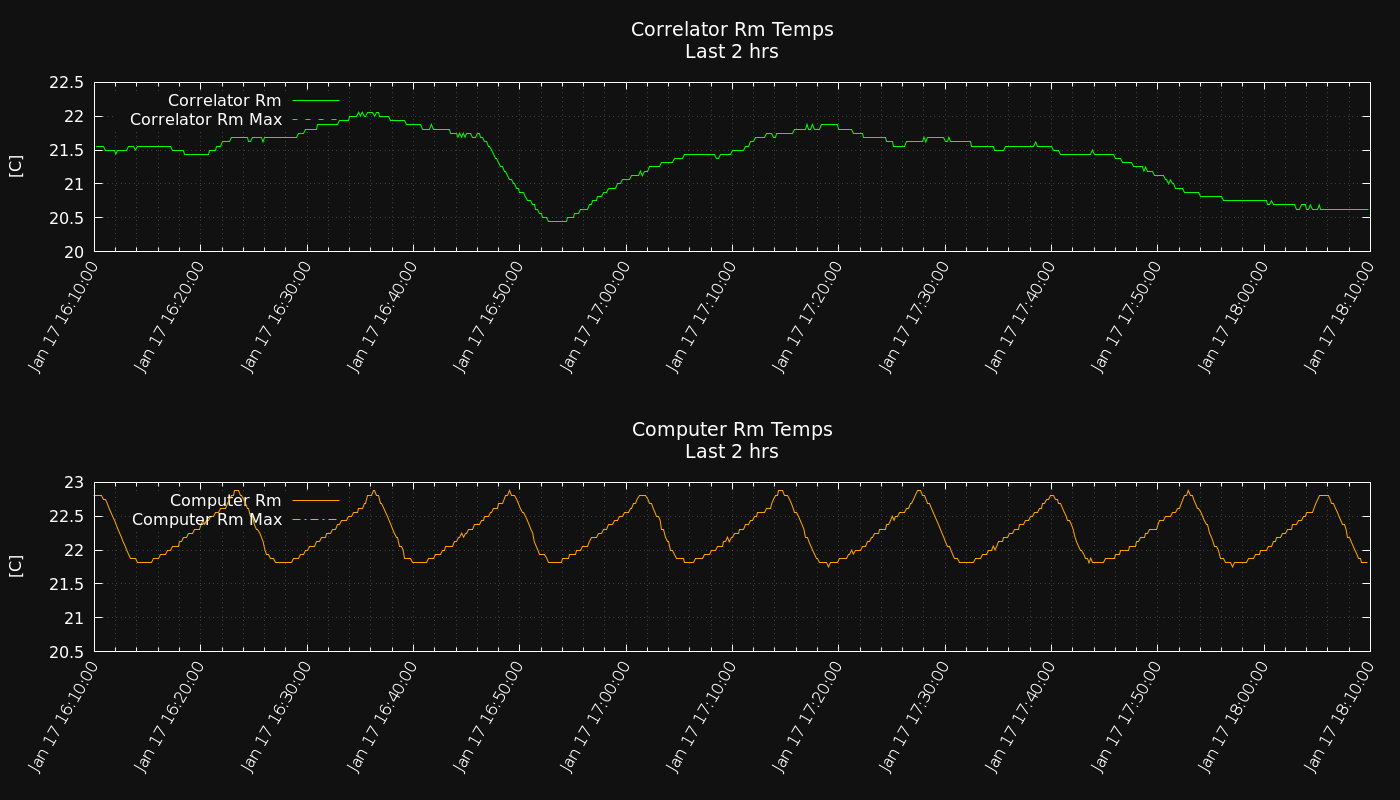 Correlator Rm Temps
Last 2 hrs
22.5
22
21.5
21
20.5
20
[C]
Correlator Rm
Correlator Rm Max
Jan 17 16:10:00
Jan 17 16:20:00
Jan 17 16:30:00
Jan 17 16:40:00
Jan 17 16:50:00
Jan 17 17:00:00
Jan 17 17:10:00
Jan 17 17:20:00
Jan 17 17:30:00
Jan 17 17:40:00
Jan 17 17:50:00
Jan 17 18:00:00
Jan 17 18:10:00
Computer Rm Temps
Last 2 hrs
23
22.5
22
21.5
21
20.5
[C]
Computer Rm
Computer Rm Max
Jan 17 16:10:00
Jan 17 16:20:00
Jan 17 16:30:00
Jan 17 16:40:00
Jan 17 16:50:00
Jan 17 17:00:00
Jan 17 17:10:00
Jan 17 17:20:00
Jan 17 17:30:00
Jan 17 17:40:00
Jan 17 17:50:00
Jan 17 18:00:00
Jan 17 18:10:00